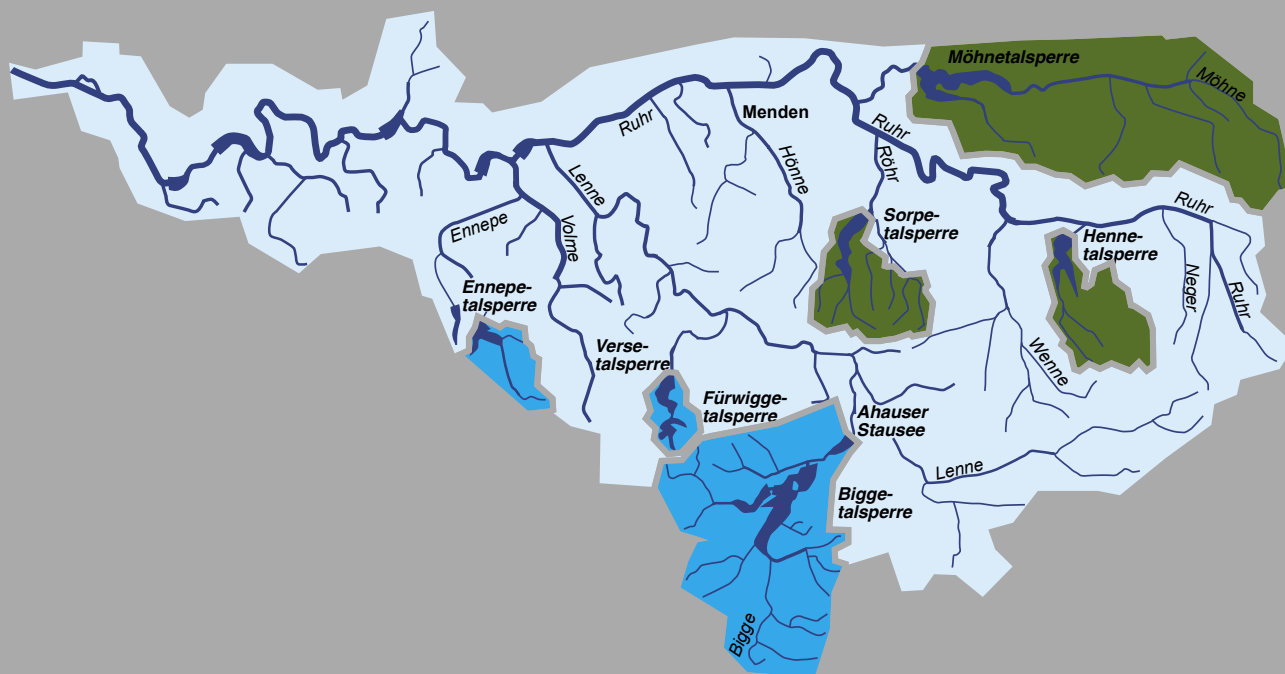 Möhnetalsperre
Möhne
Ruhr
Menden
Ruhr
Hönne
Röhr
Lenne
Ennepe
Volme
Sorpe-
talsperre
Ruhr
Henne-
talsperre
Neger
Ruhr
Ennepe-
talsperre
Verse-
talsperre
Wenne
Fürwigge-
talsperre
Ahauser
Stausee
Lenne
Bigge-
talsperre
Bigge